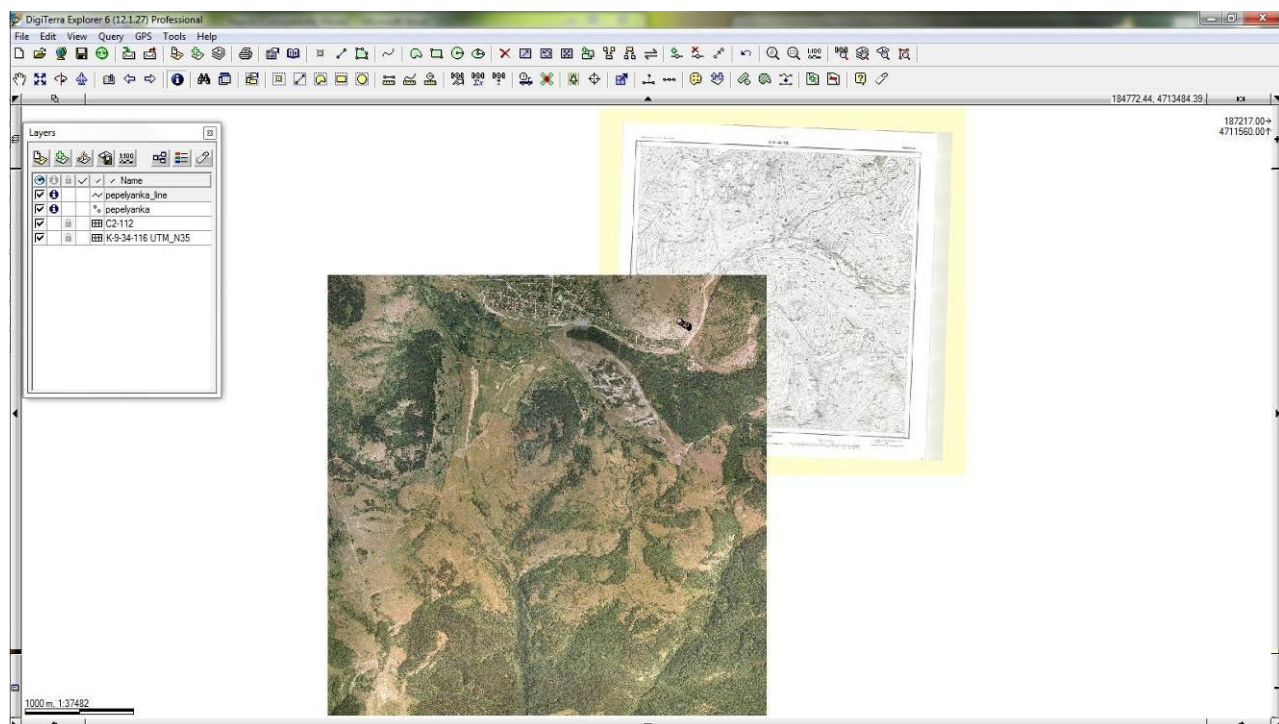 DigiTerra Explorer 6 (12.1.27) Professional
File Edit View Query GPS Tools Help
184772.44, 4713484.39
187217.00→
4711560.00↑
Layers
Name
pepelyanka_line
pepelyanka
C2-112
K-9-34-116 UTM_N35
1000 m, 1:37482